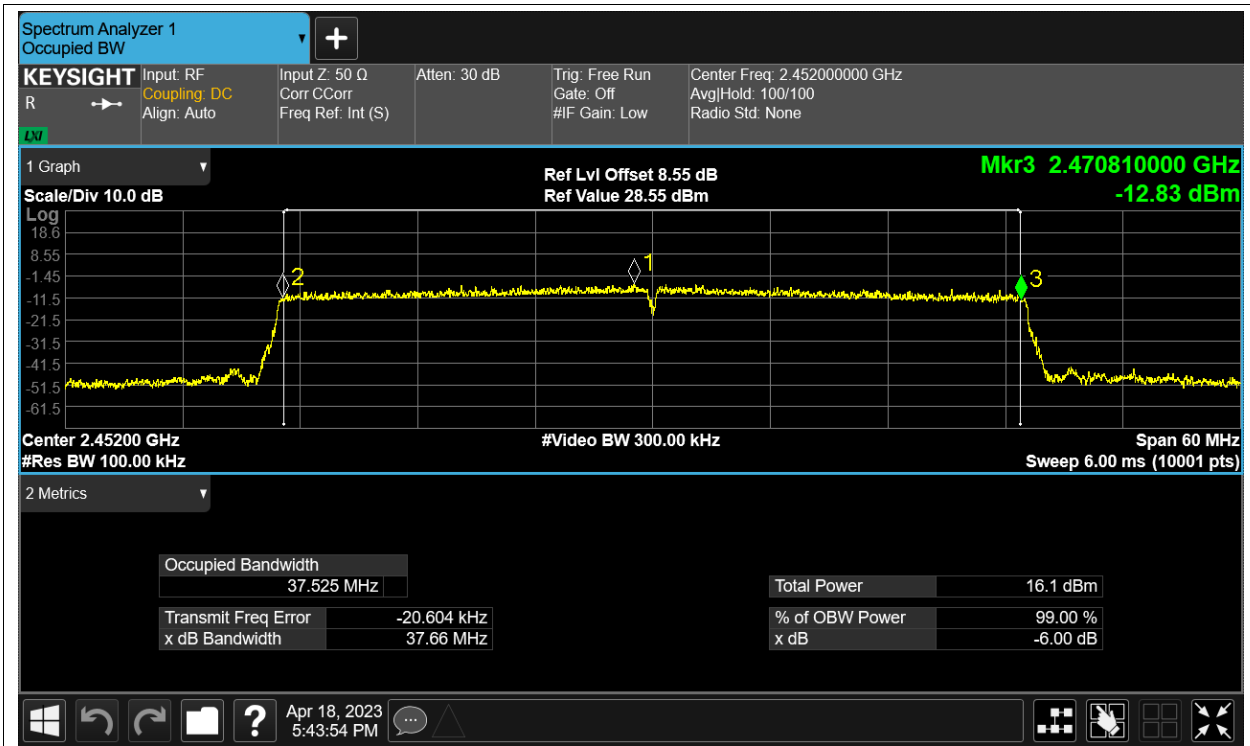 Spectrum Analyzer 1
Occupied BW
KEYSIGHT
R
LXI
Input: RF
Coupling: DC
Align: Auto
Input Z: 50 Ω
Corr CCorr
Freq Ref: Int (S)
Atten: 30 dB
Trig: Free Run
Gate: Off
#IF Gain: Low
Center Freq: 2.452000000 GHz
Avg|Hold: 100/100
Radio Std: None
1 Graph
Scale/Div 10.0 dB
Ref Lvl Offset 8.55 dB
Ref Value 28.55 dBm
Mkr3 2.470810000 GHz
-12.83 dBm
Log
18.6
8.55
-1.45
-11.5
-21.5
-31.5
-41.5
-51.5
-61.5
2
1
3
Center 2.45200 GHz
#Res BW 100.00 kHz
#Video BW 300.00 kHz
Span 60 MHz
Sweep 6.00 ms (10001 pts)
2 Metrics
Occupied Bandwidth
37.525 MHz
Transmit Freq Error -20.604 kHz
x dB Bandwidth 37.66 MHz
Total Power 16.1 dBm
% of OBW Power 99.00 %
x dB -6.00 dB
?
Apr 18, 2023
5:43:54 PM